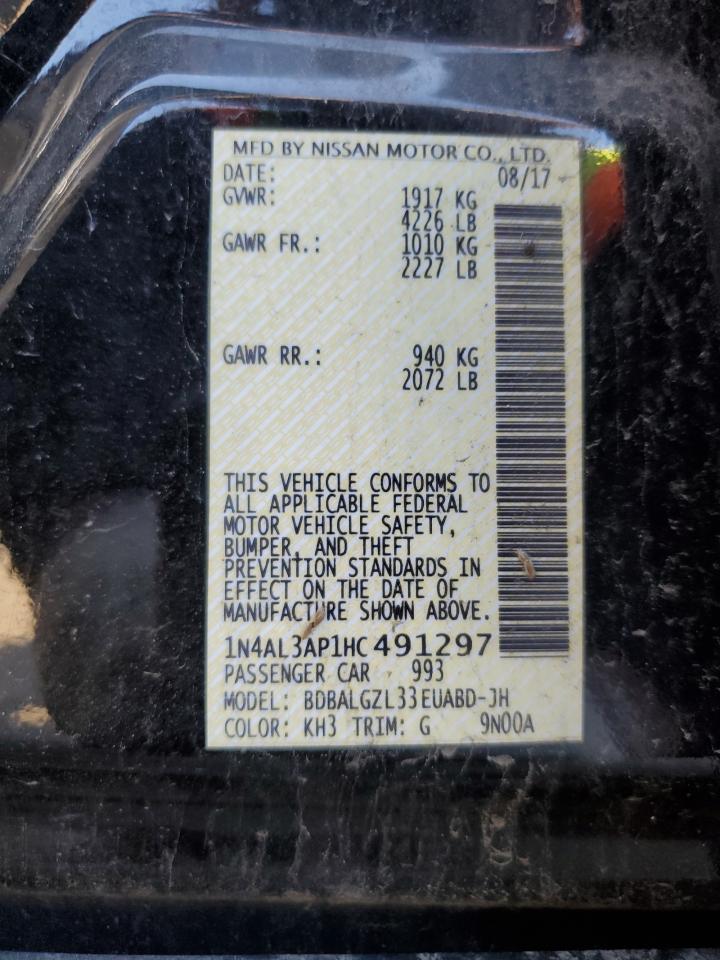 MFD BY NISSAN MOTOR CO., LTD.
DATE: 08/17
GVWR: 1917 KG
4226 LB
GAWR FR.: 1010 KG
2227 LB
GAWR RR.: 940 KG
2072 LB
THIS VEHICLE CONFORMS TO
ALL APPLICABLE FEDERAL
MOTOR VEHICLE SAFETY,
BUMPER, AND THEFT
PREVENTION STANDARDS IN
EFFECT ON THE DATE OF
MANUFACTURE SHOWN ABOVE.
1N4AL3AP1HC491297
PASSENGER CAR 993
MODEL: BDBALGZL33EUABD-JH
COLOR: KH3 TRIM: G 9N00A